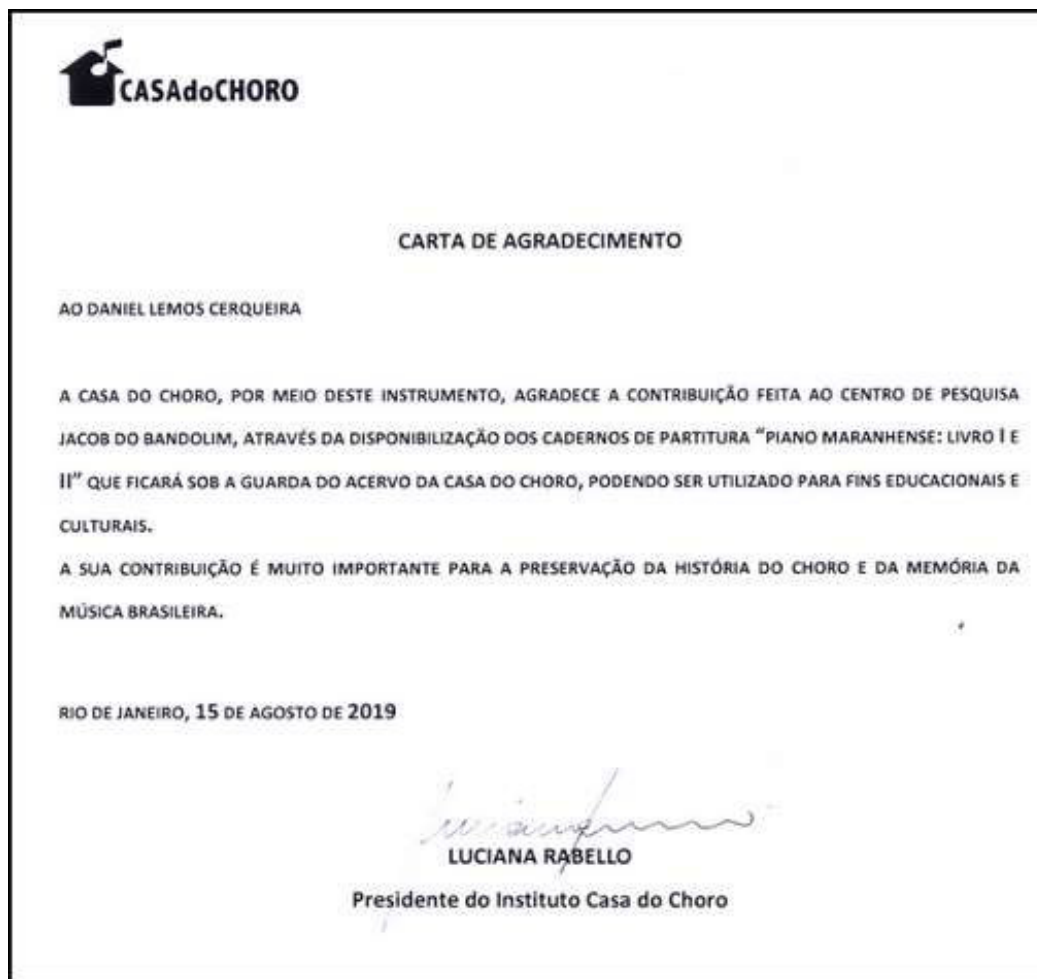 CASAdoCHORO
CARTA DE AGRADECIMENTO
AO DANIEL LEMOS CERQUEIRA
A CASA DO CHORO, POR MEIO DESTE INSTRUMENTO, AGRADECE A CONTRIBUIÇÃO FEITA AO CENTRO DE PESQUISA
JACOB DO BANDOLIM, ATRAVÉS DA DISPONIBILIZAÇÃO DOS CADERNOS DE PARTITURA "PIANO MARANHENSE: LIVRO I E
II" QUE FICARÁ SOB A GUARDA DO ACERVO DA CASA DO CHORO, PODENDO SER UTILIZADO PARA FINS EDUCACIONAIS E
CULTURAIS.
A SUA CONTRIBUIÇÃO É MUITO IMPORTANTE PARA A PRESERVAÇÃO DA HISTÓRIA DO CHORO E DA MEMÓRIA DA
MÚSICA BRASILEIRA.
RIO DE JANEIRO, 15 DE AGOSTO DE 2019
LUCIANA RABELLO
Presidente do Instituto Casa do Choro